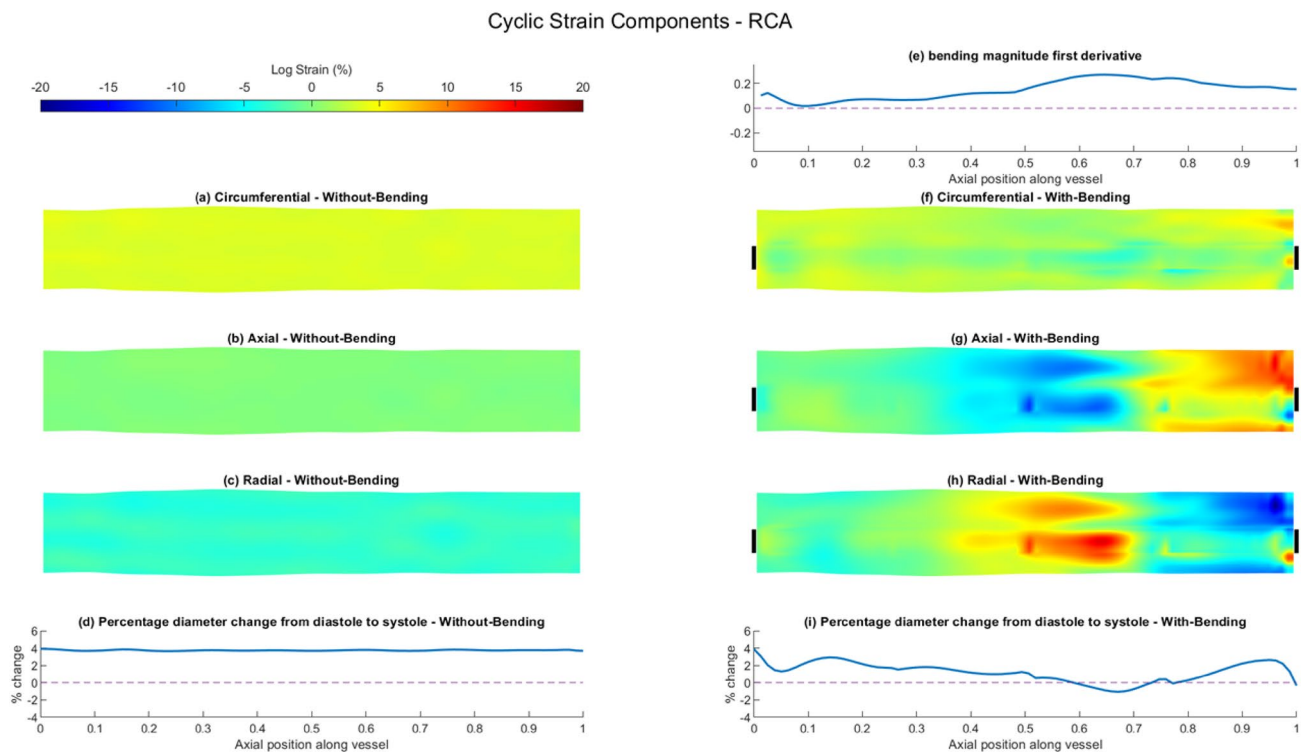 Cyclic Strain Components - RCA
Log Strain (%)
-20 -15 -10 -5 0 5 10 15 20
(e) bending magnitude first derivative
0.2
0
-0.2
0 0.1 0.2 0.3 0.4 0.5 0.6 0.7 0.8 0.9 1
Axial position along vessel
(a) Circumferential - Without-Bending
(f) Circumferential - With-Bending
(b) Axial - Without-Bending
(g) Axial - With-Bending
(c) Radial - Without-Bending
(h) Radial - With-Bending
(d) Percentage diameter change from diastole to systole - Without-Bending
% change
6
4
2
0
-2
-4
0 0.1 0.2 0.3 0.4 0.5 0.6 0.7 0.8 0.9 1
Axial position along vessel
(i) Percentage diameter change from diastole to systole - With-Bending
% change
6
4
2
0
-2
-4
0 0.1 0.2 0.3 0.4 0.5 0.6 0.7 0.8 0.9 1
Axial position along vessel